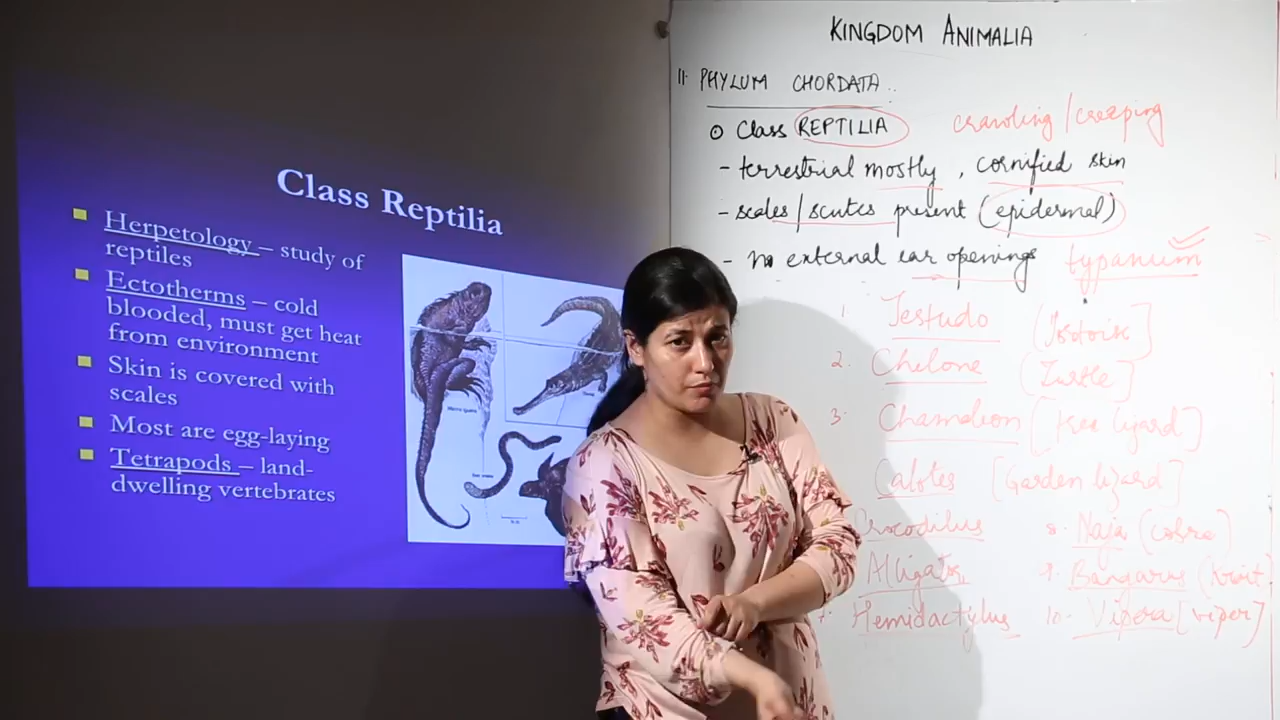 Class Reptilia
Herpetology – study of
reptiles
Ectotherms – cold
blooded, must get heat
from environment
Skin is covered with
scales
Most are egg-laying
Tetrapods – land-
dwelling vertebrates
KINGDOM ANIMALIA
II. PHYLUM CHORDATA..
Class REPTILIA crawling/creeping
- terrestrial mostly, cornified skin
- scales/scutes present (epidermal)
- no external ear openings typanum
1. Testudo (Tortoise]
2. Chelone (Turtle]
3. Chameleon [tree lizard]
Calotes [Garden lizard]
Crocodilus 8. Naja (cobra)
Alligator 9. Bangarus (Krait
Hemidactylus 10. Vipera [viper]